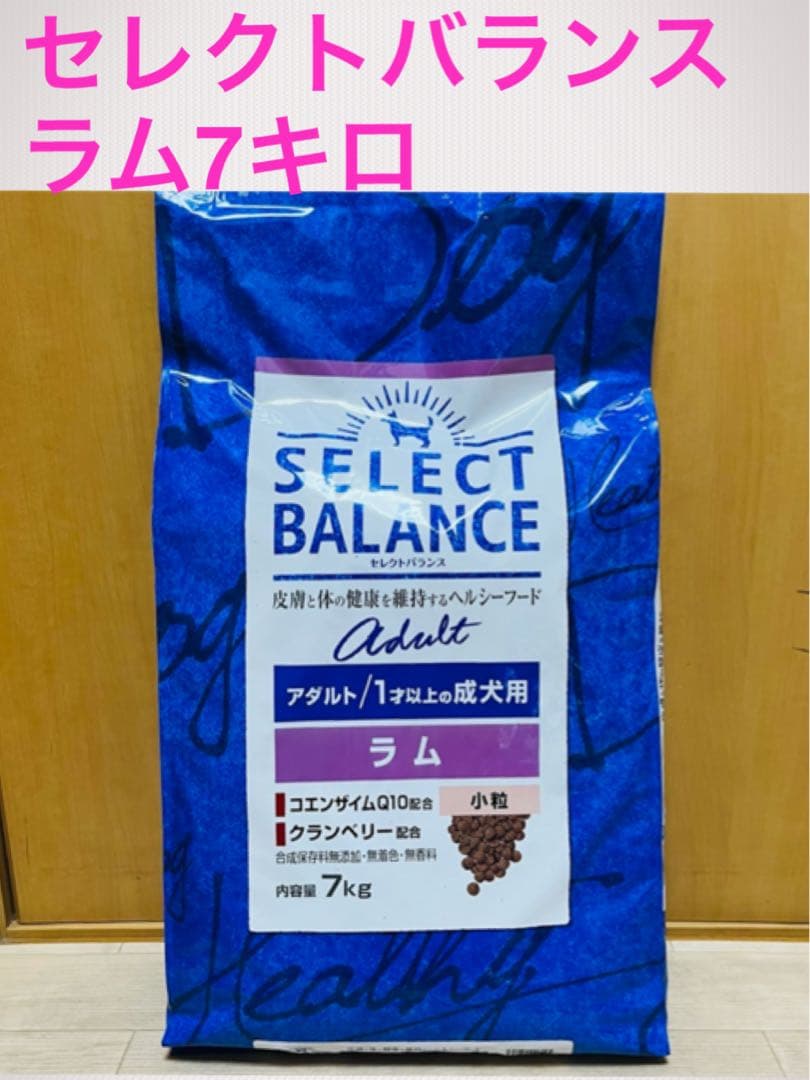 セレクトバランス
ラム7キロ
Dog
SELECT
BALANCE
セレクトバランス
皮膚と体の健康を維持するヘルシーフード
adult
アダルト/1才以上の成犬用
ラム
コエンザイムQ10配合 小粒
クランベリー配合
合成保存料無添加・無着色・無香料
内容量 7kg
Healthy